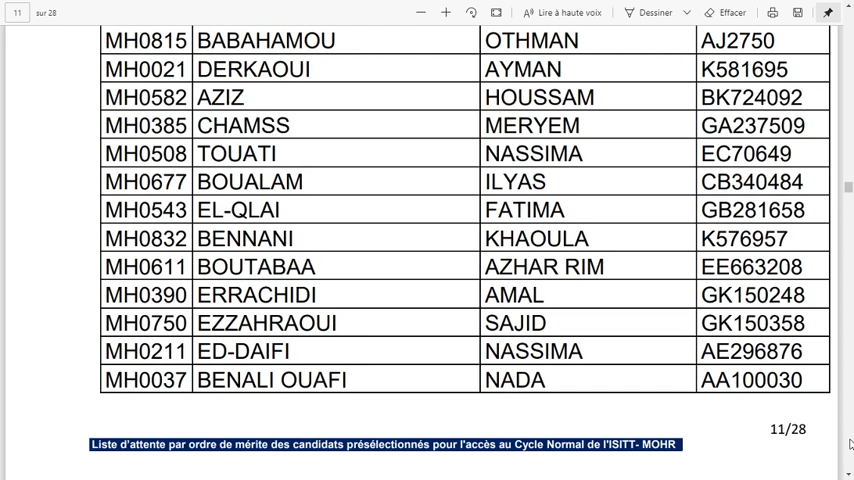 11 sur 28 Lire à haute voix Dessiner Effacer
MH0815 BABAHAMOU OTHMAN AJ2750
MH0021 DERKAOUI AYMAN K581695
MH0582 AZIZ HOUSSAM BK724092
MH0385 CHAMSS MERYEM GA237509
MH0508 TOUATI NASSIMA EC70649
MH0677 BOUALAM ILYAS CB340484
MH0543 EL-QLAI FATIMA GB281658
MH0832 BENNANI KHAOULA K576957
MH0611 BOUTABAA AZHAR RIM EE663208
MH0390 ERRACHIDI AMAL GK150248
MH0750 EZZAHRAOUI SAJID GK150358
MH0211 ED-DAIFI NASSIMA AE296876
MH0037 BENALI OUAFI NADA AA100030
11/28
Liste d'attente par ordre de mérite des candidats présélectionnés pour l'accès au Cycle Normal de l'ISITT- MOHR